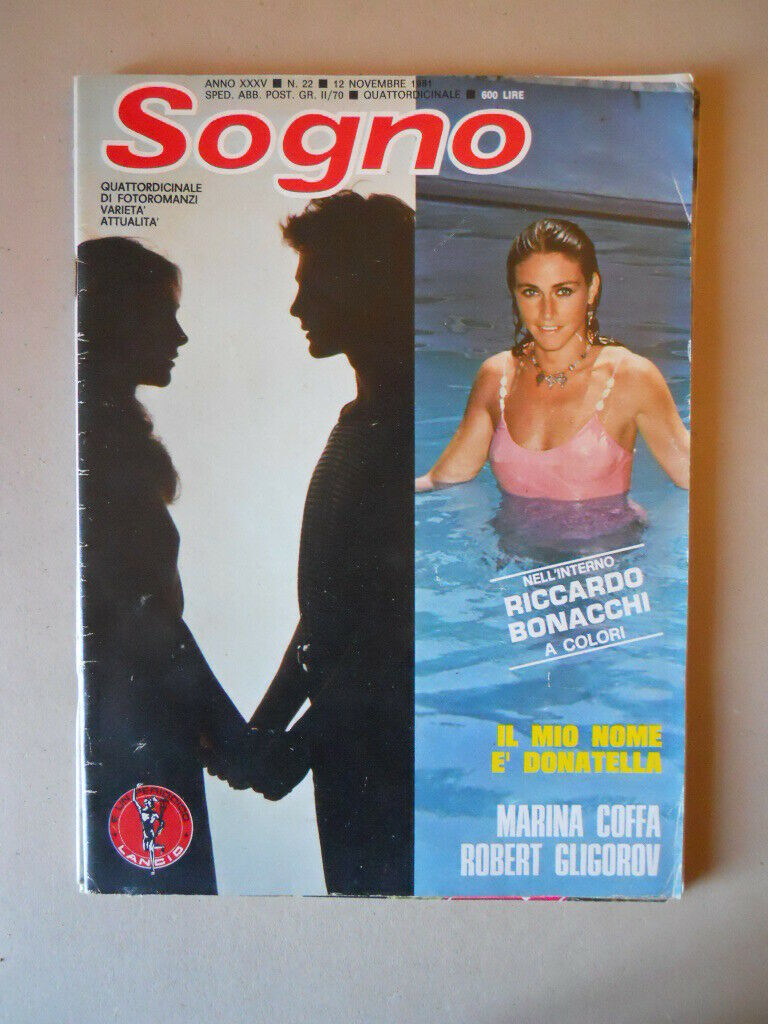 ANNO XXXV ■ N. 22 ■ 12 NOVEMBRE 1981
SPED. ABB. POST. GR. II/70 ■ QUATTORDICINALE ■ 600 LIRE
Sogno
QUATTORDICINALE
DI FOTOROMANZI
VARIETA'
ATTUALITA'
NELL'INTERNO
RICCARDO
BONACCHI
A COLORI
IL MIO NOME
E' DONATELLA
MARINA COFFA
ROBERT GLIGOROV
LANCIO